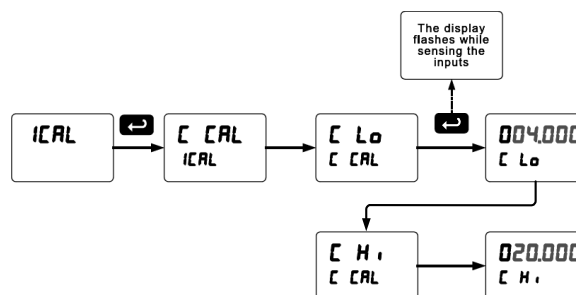 The display
flashes while
sensing the
inputs
ICAL
C CAL
ICAL
C Lo
C CAL
004.000
C Lo
C Hi
C CAL
020.000
C Hi